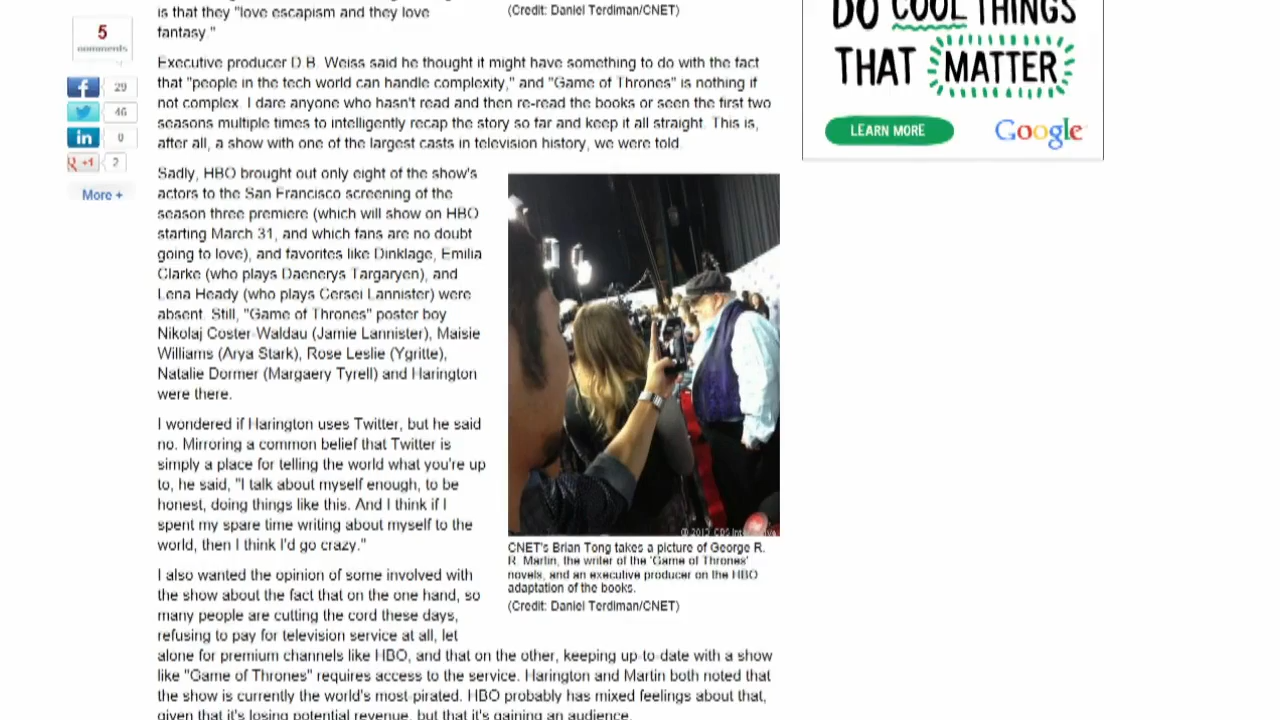 is that they "love escapism and they love
fantasy."
(Credit: Daniel Terdiman/CNET)
5
comments
29
46
in
0
+1
2
More +
Executive producer D.B. Weiss said he thought it might have something to do with the fact
that "people in the tech world can handle complexity," and "Game of Thrones" is nothing if
not complex. I dare anyone who hasn't read and then re-read the books or seen the first two
seasons multiple times to intelligently recap the story so far and keep it all straight. This is,
after all, a show with one of the largest casts in television history, we were told.
Sadly, HBO brought out only eight of the show's
actors to the San Francisco screening of the
season three premiere (which will show on HBO
starting March 31, and which fans are no doubt
going to love), and favorites like Dinklage, Emilia
Clarke (who plays Daenerys Targaryen), and
Lena Heady (who plays Cersei Lannister) were
absent. Still, "Game of Thrones" poster boy
Nikolaj Coster-Waldau (Jamie Lannister), Maisie
Williams (Arya Stark), Rose Leslie (Ygritte),
Natalie Dormer (Margaery Tyrell) and Harington
were there.
I wondered if Harington uses Twitter, but he said
no. Mirroring a common belief that Twitter is
simply a place for telling the world what you're up
to, he said, "I talk about myself enough, to be
honest, doing things like this. And I think if I
spent my spare time writing about myself to the
world, then I think I'd go crazy."
CNET's Brian Tong takes a picture of George R.
R. Martin, the writer of the 'Game of Thrones'
novels, and an executive producer on the HBO
adaptation of the books.
(Credit: Daniel Terdiman/CNET)
I also wanted the opinion of some involved with
the show about the fact that on the one hand, so
many people are cutting the cord these days,
refusing to pay for television service at all, let
alone for premium channels like HBO, and that on the other, keeping up-to-date with a show
like "Game of Thrones" requires access to the service. Harington and Martin both noted that
the show is currently the world's most-pirated. HBO probably has mixed feelings about that,
given that it's losing potential revenue, but that it's gaining an audience.
DO COOL THINGS
THAT MATTER
LEARN MORE
Google